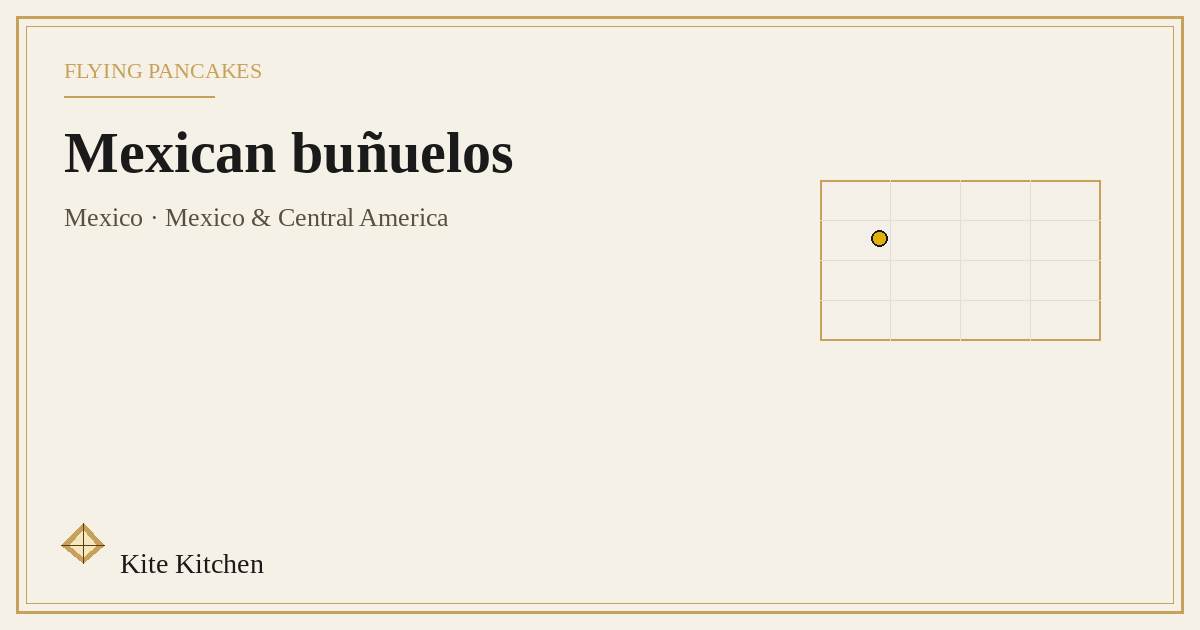 FLYING PANCAKES
Mexican buñuelos
Mexico · Mexico & Central America
Kite Kitchen